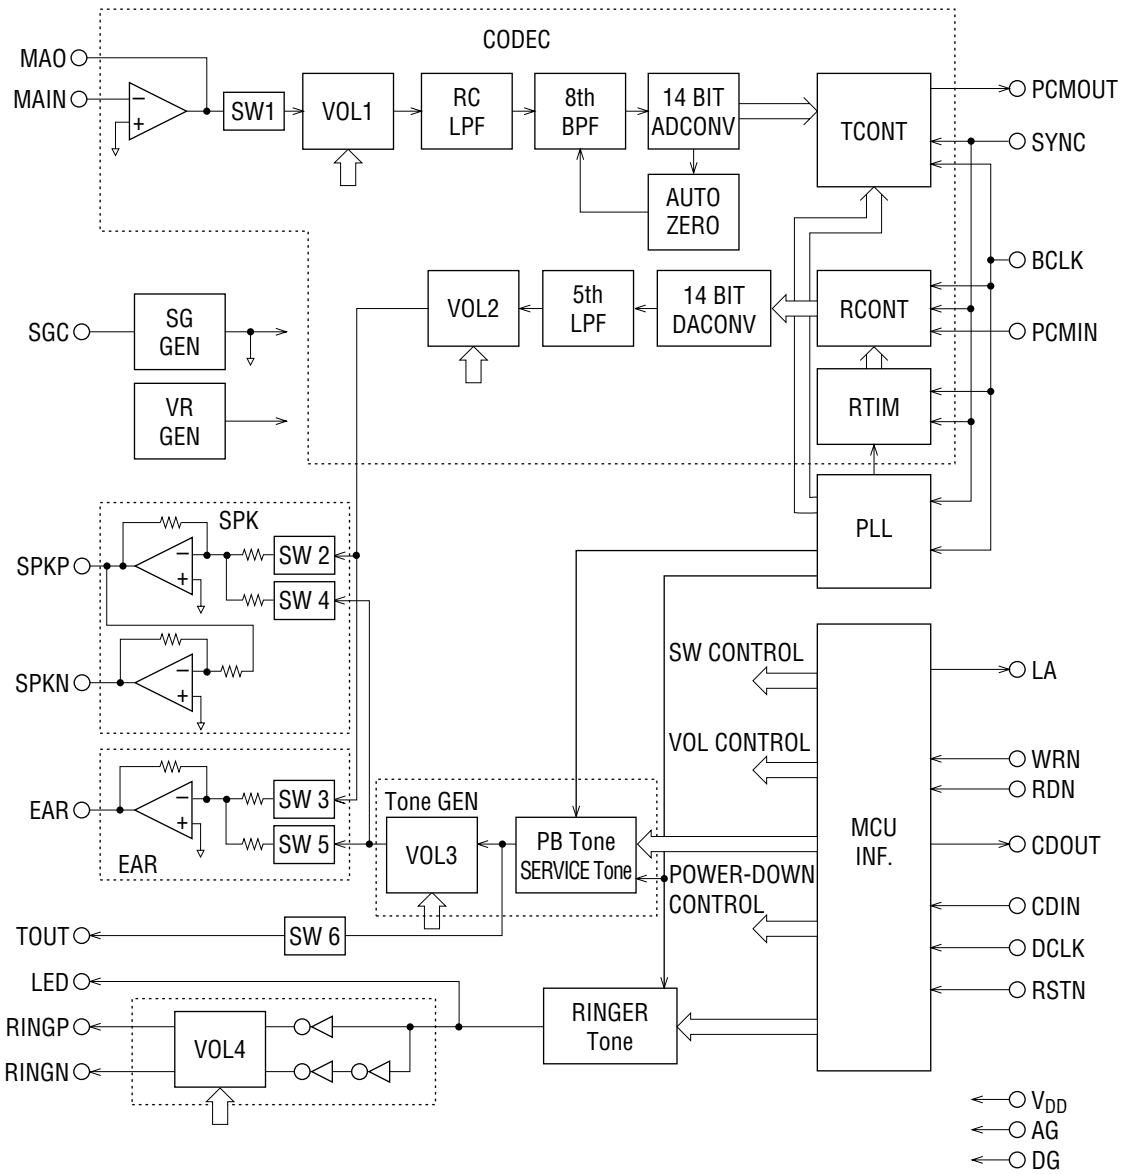 CODEC
MAO
MAIN
−
+
SW1
VOL1
RC
LPF
8th
BPF
14 BIT
ADCONV
AUTO
ZERO
TCONT
PCMOUT
SYNC
BCLK
PCMIN
SGC
SG
GEN
VR
GEN
VOL2
5th
LPF
14 BIT
DACONV
RCONT
RTIM
PLL
SPK
SPKP
−
+
SW 2
SW 4
SPKN
−
+
EAR
−
+
SW 3
SW 5
EAR
Tone GEN
VOL3
PB Tone
SERVICE Tone
SW CONTROL
VOL CONTROL
POWER-DOWN
CONTROL
MCU
INF.
LA
WRN
RDN
CDOUT
CDIN
DCLK
RSTN
TOUT
SW 6
LED
RINGP
RINGN
VOL4
RINGER
Tone
VDD
AG
DG